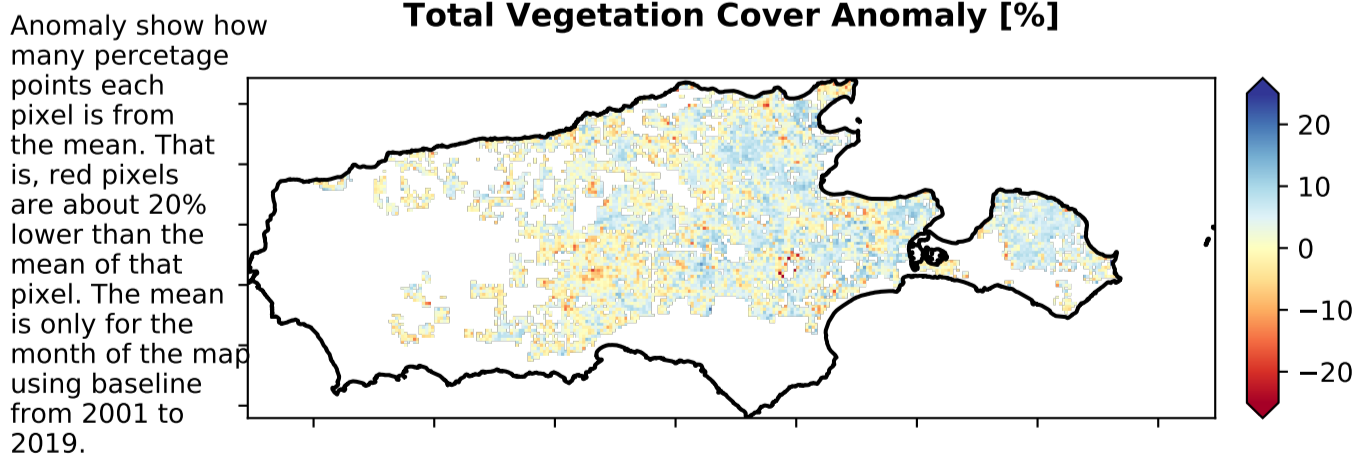 Total Vegetation Cover Anomaly [%]
Anomaly show how
many percetage
points each
pixel is from
the mean. That
is, red pixels
are about 20%
lower than the
mean of that
pixel. The mean
is only for the
month of the map
using baseline
from 2001 to
2019.
20
10
0
−10
−20